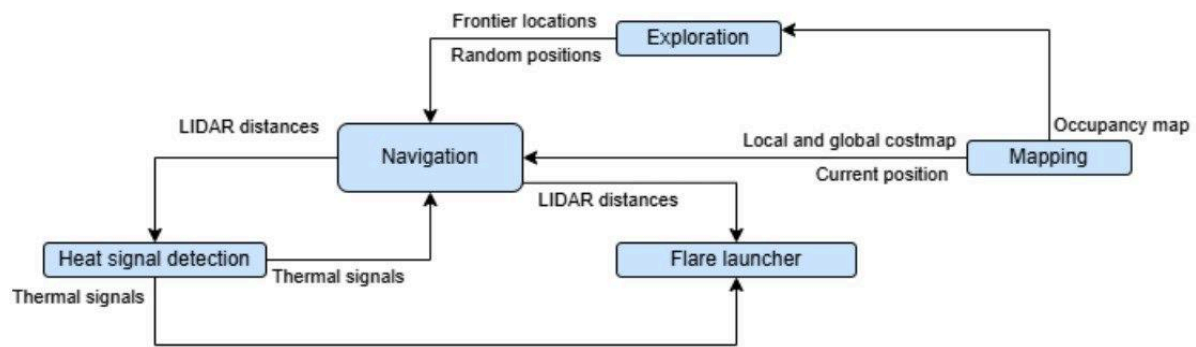 Frontier locations
Exploration
Random positions
LIDAR distances
Occupancy map
Local and global costmap
Navigation
Mapping
Current position
LIDAR distances
Heat signal detection
Flare launcher
Thermal signals
Thermal signals